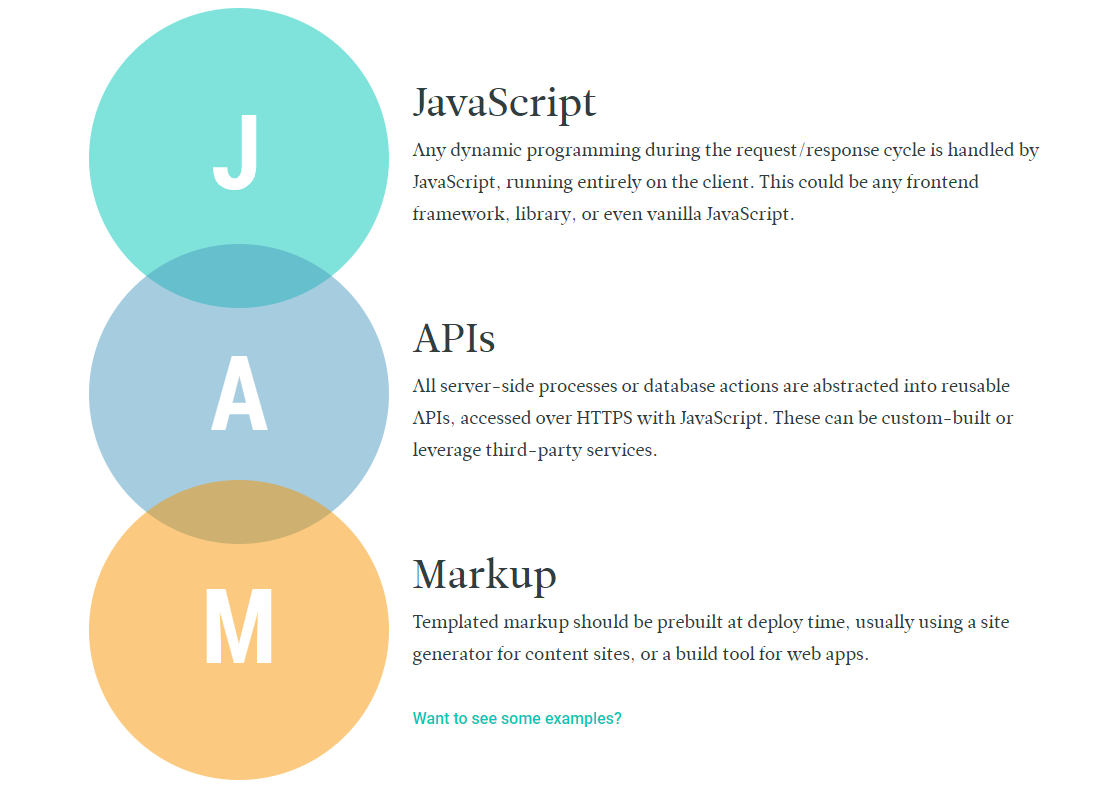 J
JavaScript
Any dynamic programming during the request/response cycle is handled by
JavaScript, running entirely on the client. This could be any frontend
framework, library, or even vanilla JavaScript.
A
APIs
All server-side processes or database actions are abstracted into reusable
APIs, accessed over HTTPS with JavaScript. These can be custom-built or
leverage third-party services.
M
Markup
Templated markup should be prebuilt at deploy time, usually using a site
generator for content sites, or a build tool for web apps.
Want to see some examples?